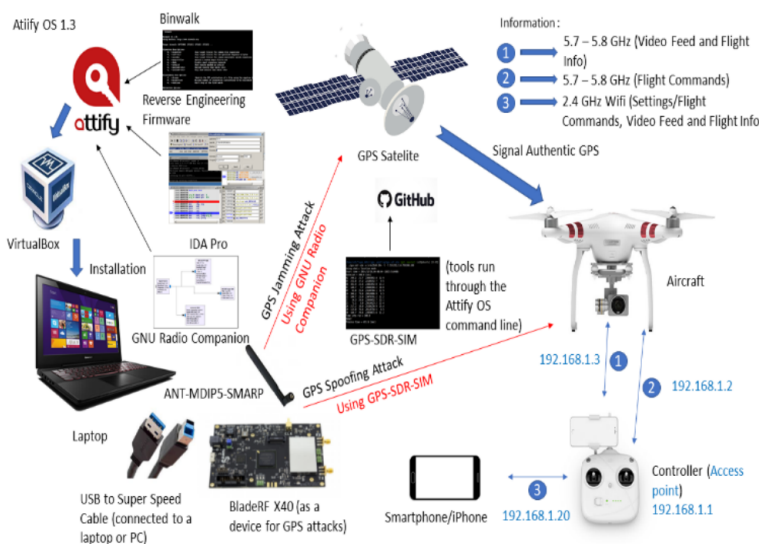 Atiify OS 1.3
Binwalk
attify
Reverse Engineering
Firmware
VirtualBox
Installation
IDA Pro
GNU Radio Companion
Laptop
ANT-MDIP5-SMARP
USB to Super Speed
Cable (connected to a
laptop or PC)
BladeRF X40 (as a
device for GPS attacks)
GPS Satelite
GPS Jamming Attack
Using GNU Radio
Companion
GitHub
GPS-SDR-SIM
(tools run
through the
Attify OS
command line)
GPS Spoofing Attack
Using GPS-SDR-SIM
Information :
1
5.7 – 5.8 GHz (Video Feed and Flight
Info)
2
5.7 – 5.8 GHz (Flight Commands)
3
2.4 GHz Wifi (Settings/Flight
Commands, Video Feed and Flight Info
Signal Authentic GPS
Aircraft
192.168.1.3
1
2
192.168.1.2
Controller (Access
point)
192.168.1.1
3
Smartphone/iPhone
192.168.1.20